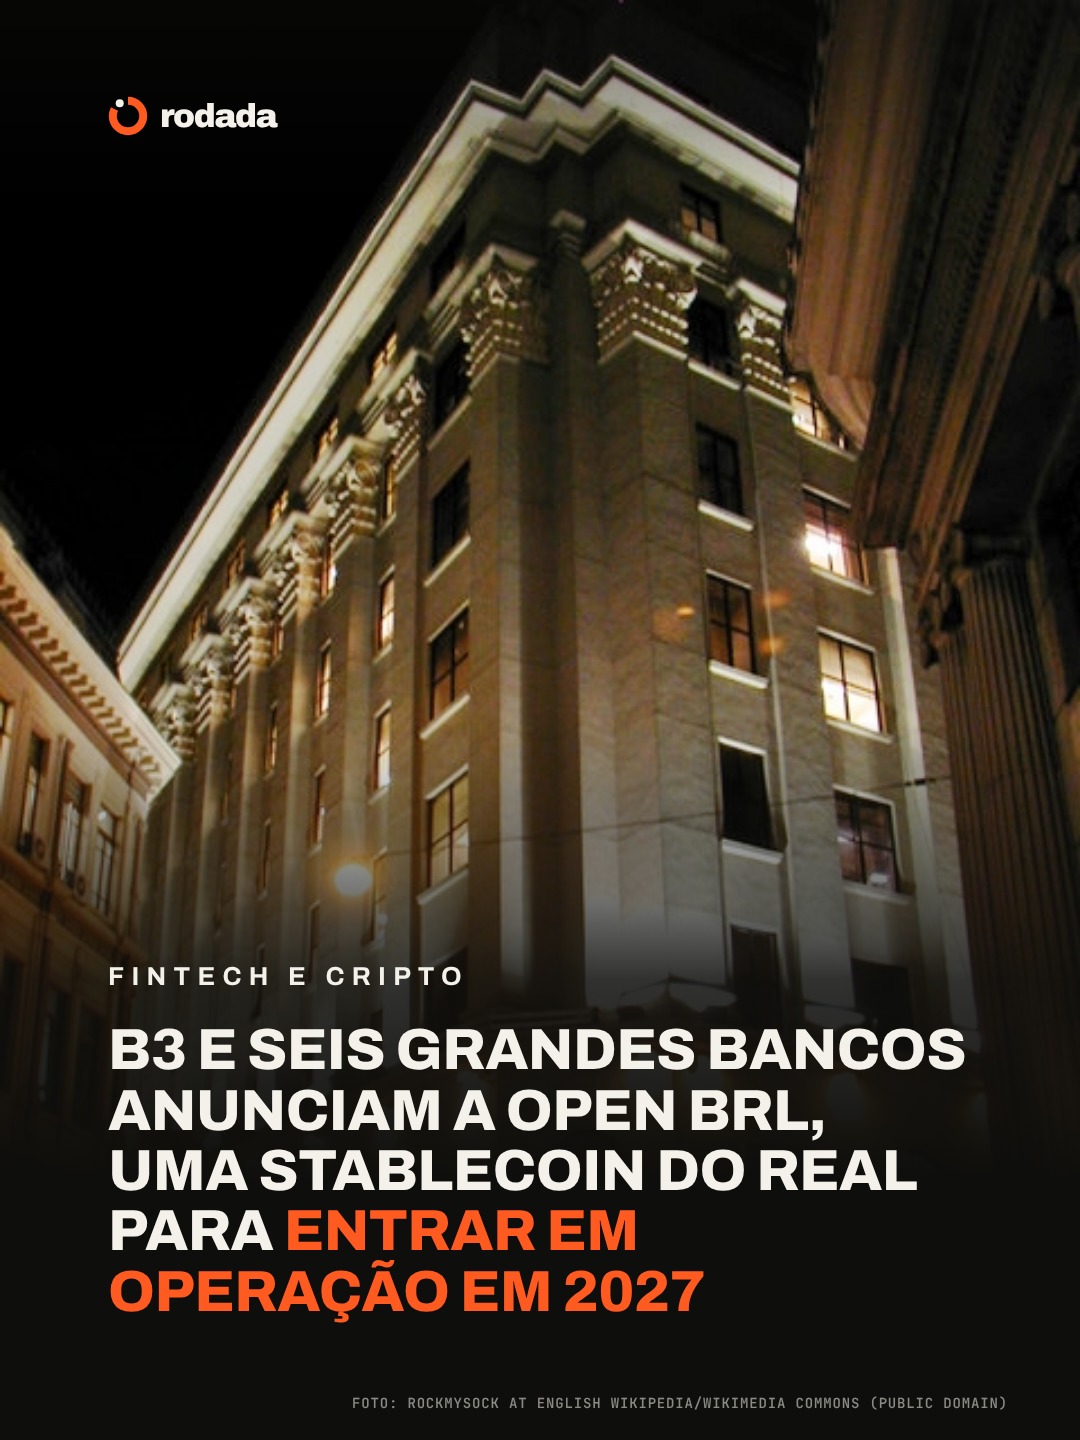 rodada
FINTECH E CRIPTO
B3 E SEIS GRANDES BANCOS
ANUNCIAM A OPEN BRL,
UMA STABLECOIN DO REAL
PARA ENTRAR EM
OPERAÇÃO EM 2027
FOTO: ROCKMYSOCK AT ENGLISH WIKIPEDIA/WIKIMEDIA COMMONS (PUBLIC DOMAIN)